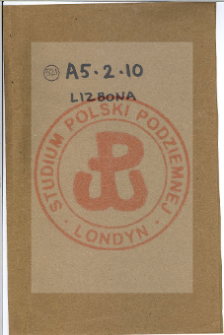 A5.2.10
LIZBONA
STUDIUM POLSKI PODZIEMNEJ
· LONDYN ·